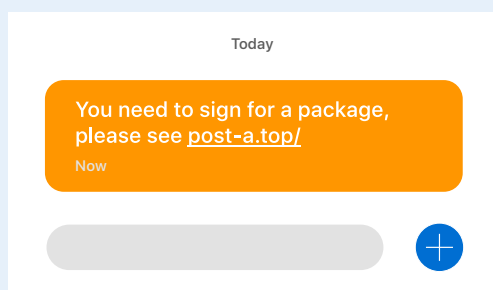 Today
You need to sign for a package,
please see post-a.top/
Now